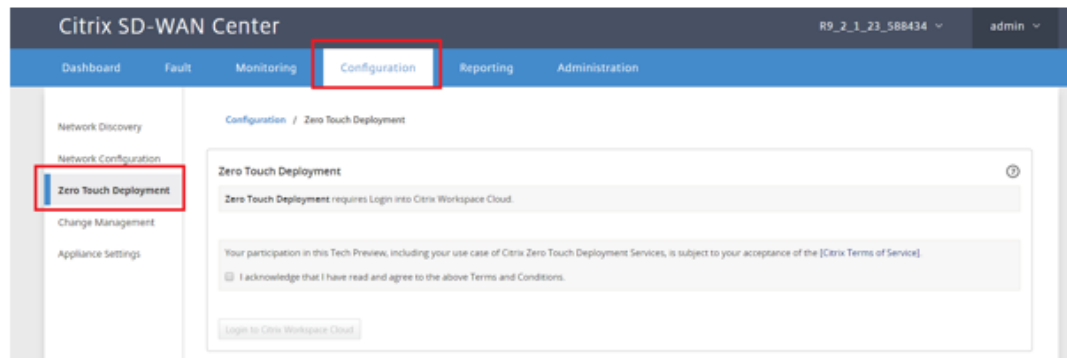 Citrix SD-WAN Center
R9_2_1_23_588434
admin
Dashboard Fault Monitoring Configuration Reporting Administration
Network Discovery
Network Configuration
Zero Touch Deployment
Change Management
Appliance Settings
Configuration / Zero Touch Deployment
Zero Touch Deployment
Zero Touch Deployment requires Login into Citrix Workspace Cloud.
Your participation in this Tech Preview, including your use case of Citrix Zero Touch Deployment Services, is subject to your acceptance of the [Citrix Terms of Service].
I acknowledge that I have read and agree to the above Terms and Conditions.
Login to Citrix Workspace Cloud